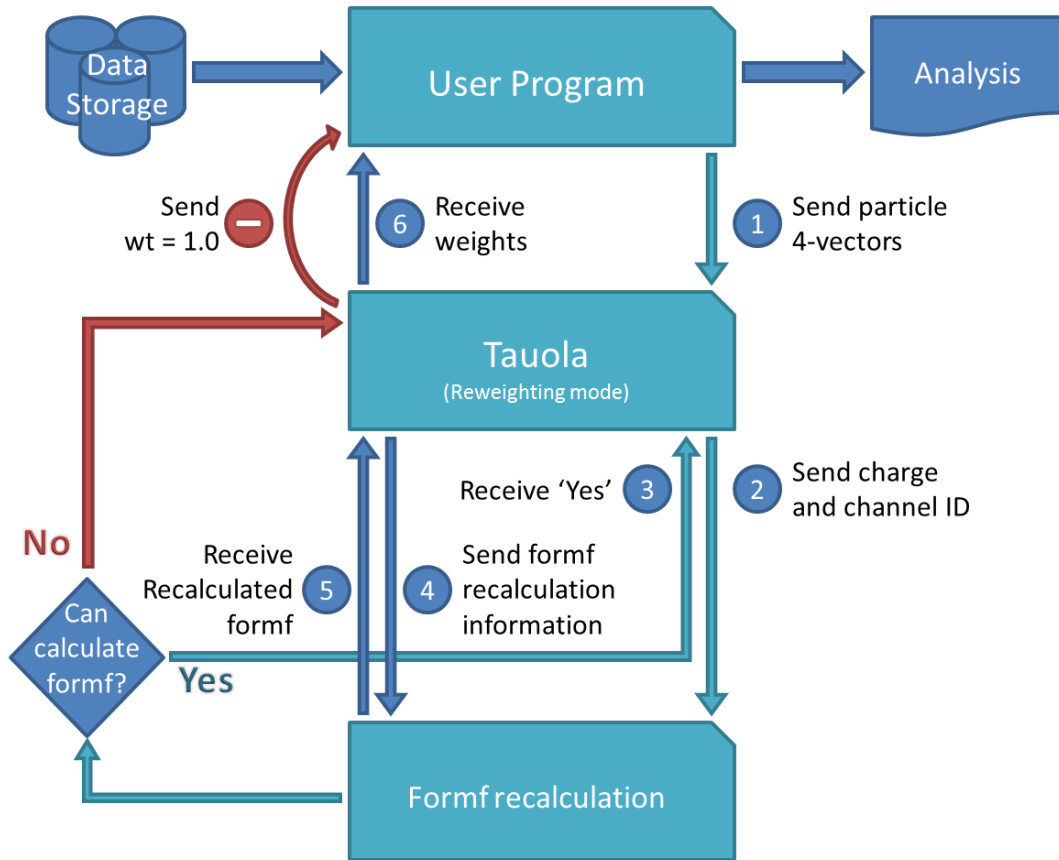 Data
Storage
User Program
Analysis
Send
wt = 1.0
6
Receive
weights
1
Send particle
4-vectors
Tauola
(Reweighting mode)
Receive ‘Yes’
3
2
Send charge
and channel ID
No
Receive
Recalculated
formf
5
4
Send formf
recalculation
information
Can
calculate
formf?
Yes
Formf recalculation